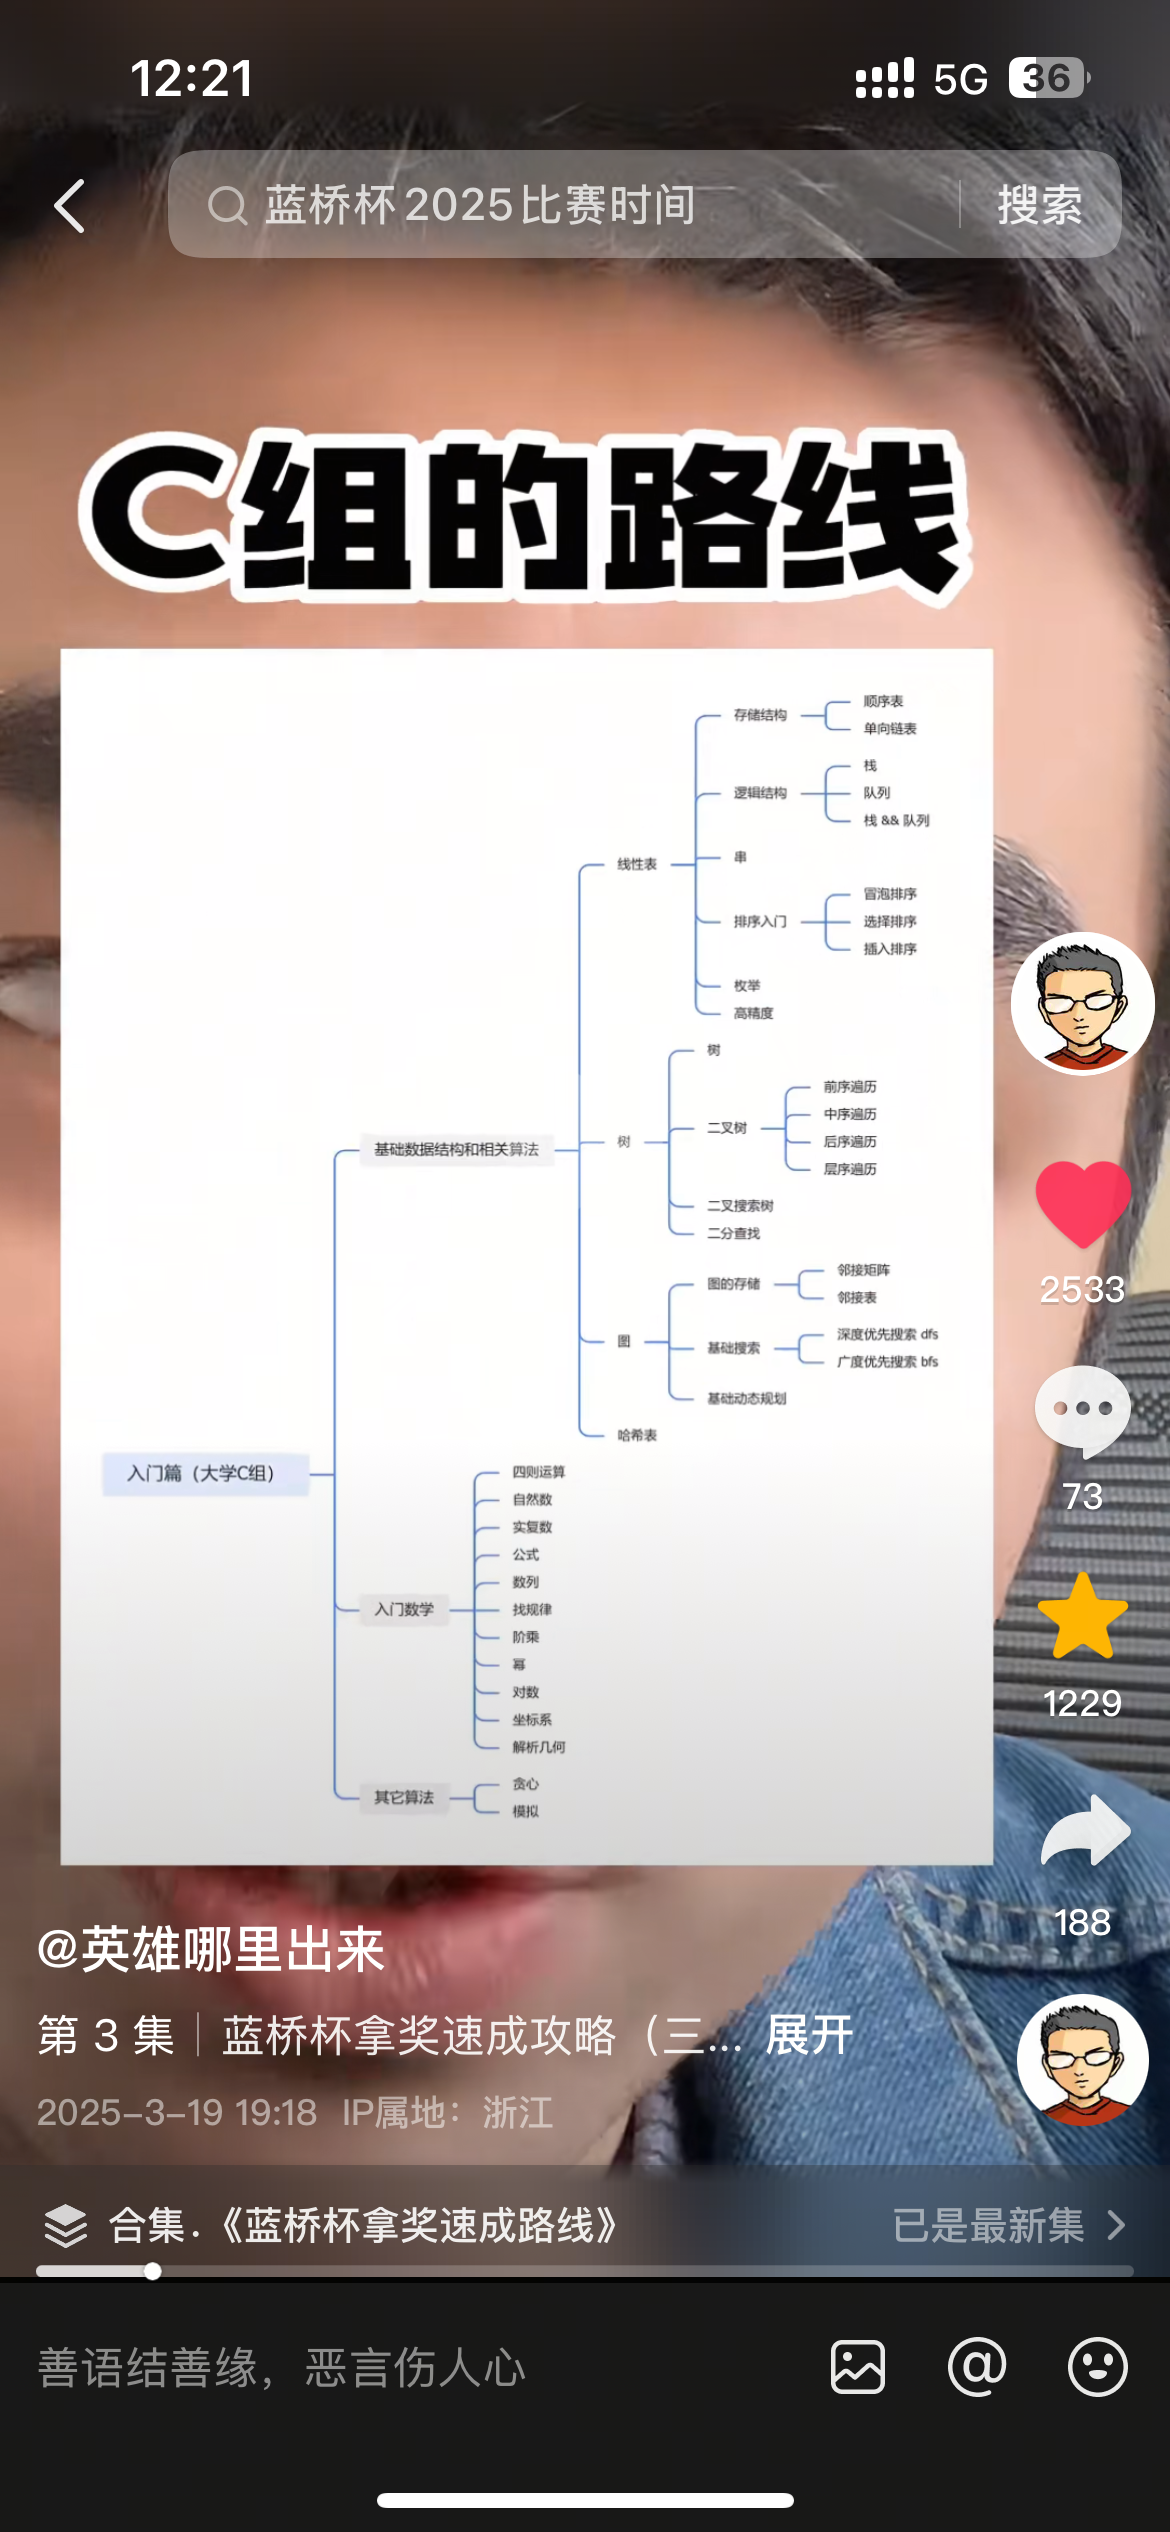 12:21
5G 36
蓝桥杯2025比赛时间 搜索
C组的路线
存储结构
顺序表
单向链表
逻辑结构
栈
队列
栈 && 队列
线性表
串
排序入门
冒泡排序
选择排序
插入排序
枚举
高精度
树
树
二叉树
前序遍历
中序遍历
后序遍历
层序遍历
二叉搜索树
二分查找
基础数据结构和相关算法
图
图的存储
邻接矩阵
邻接表
基础搜索
深度优先搜索 dfs
广度优先搜索 bfs
基础动态规划
哈希表
入门篇（大学C组）
入门数学
四则运算
自然数
实复数
公式
数列
找规律
阶乘
幂
对数
坐标系
解析几何
其它算法
贪心
模拟
2533
73
1229
188
@英雄哪里出来
第 3 集｜蓝桥杯拿奖速成攻略（三... 展开
2025-3-19 19:18 IP属地：浙江
合集.《蓝桥杯拿奖速成路线》 已是最新集
善语结善缘，恶言伤人心